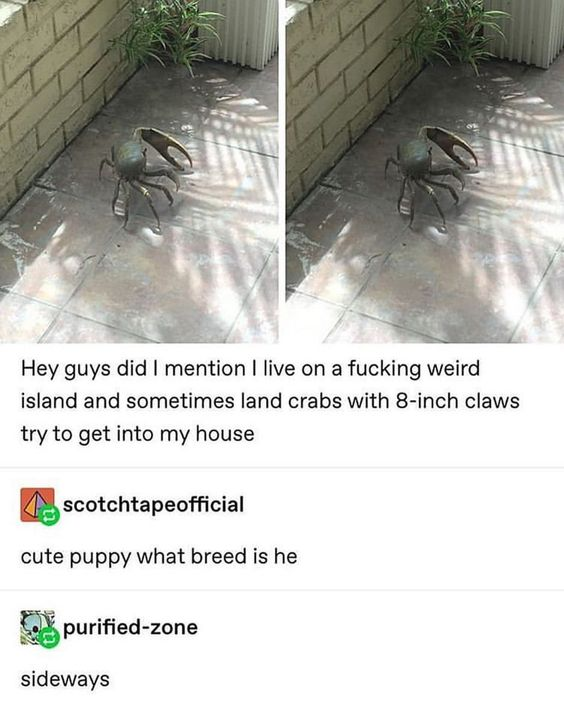 Hey guys did I mention I live on a fucking weird
island and sometimes land crabs with 8-inch claws
try to get into my house
scotchtapeofficial
cute puppy what breed is he
purified-zone
sideways